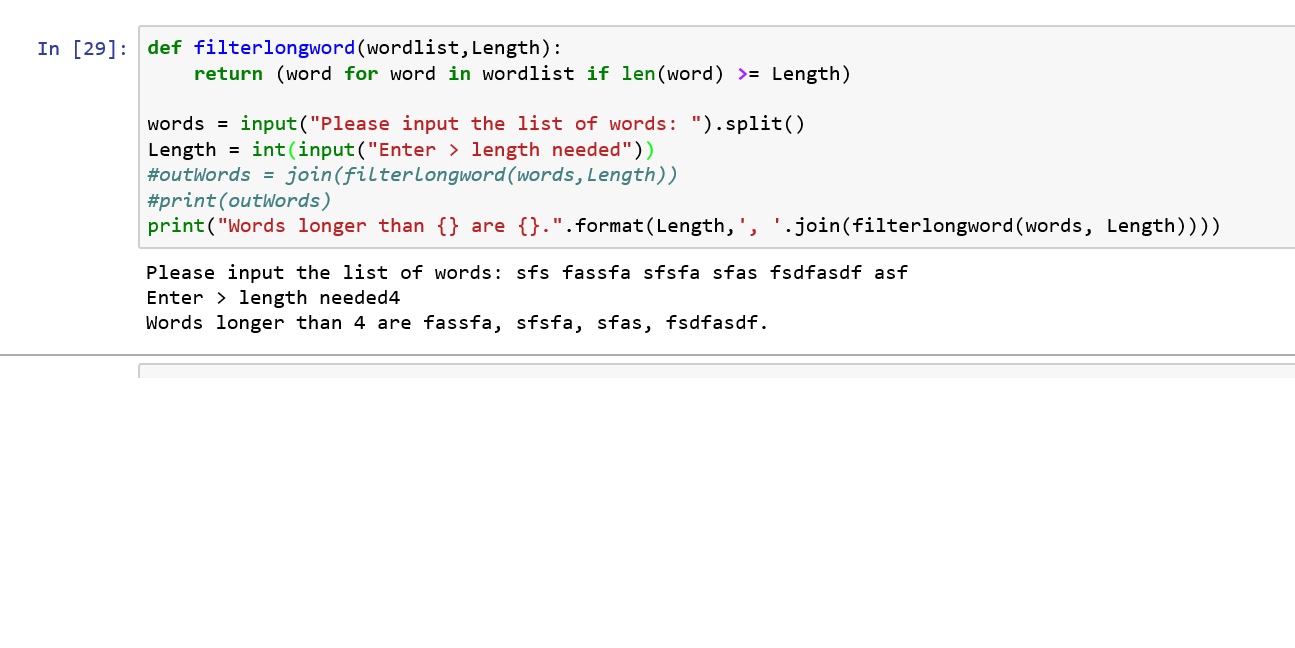 In [29]: def filterlongword(wordlist,Length):
    return (word for word in wordlist if len(word) >= Length)
words = input("Please input the list of words: ").split()
Length = int(input("Enter > length needed"))
#outWords = join(filterlongword(words,Length))
#print(outWords)
print("Words longer than {} are {}.".format(Length,', '.join(filterlongword(words, Length))))
Please input the list of words: sfs fassfa sfsfa sfas fsdfasdf asf
Enter > length needed4
Words longer than 4 are fassfa, sfsfa, sfas, fsdfasdf.